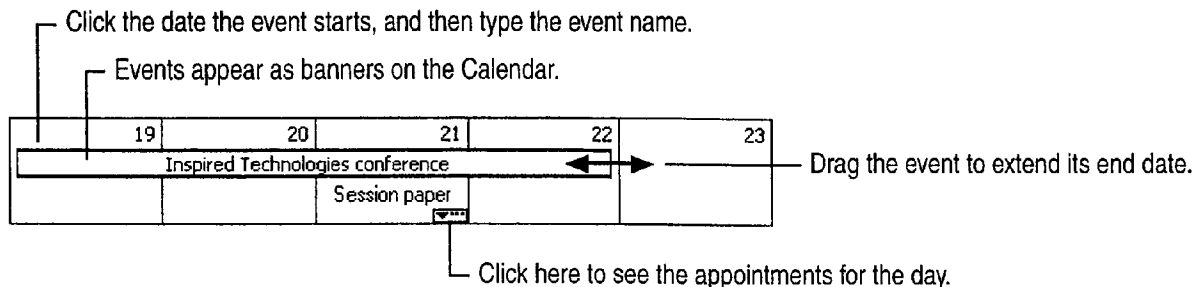 Click the date the event starts, and then type the event name.
Events appear as banners on the Calendar.
19 20 21 22 23
Inspired Technologies conference
Drag the event to extend its end date.
Session paper
Click here to see the appointments for the day.